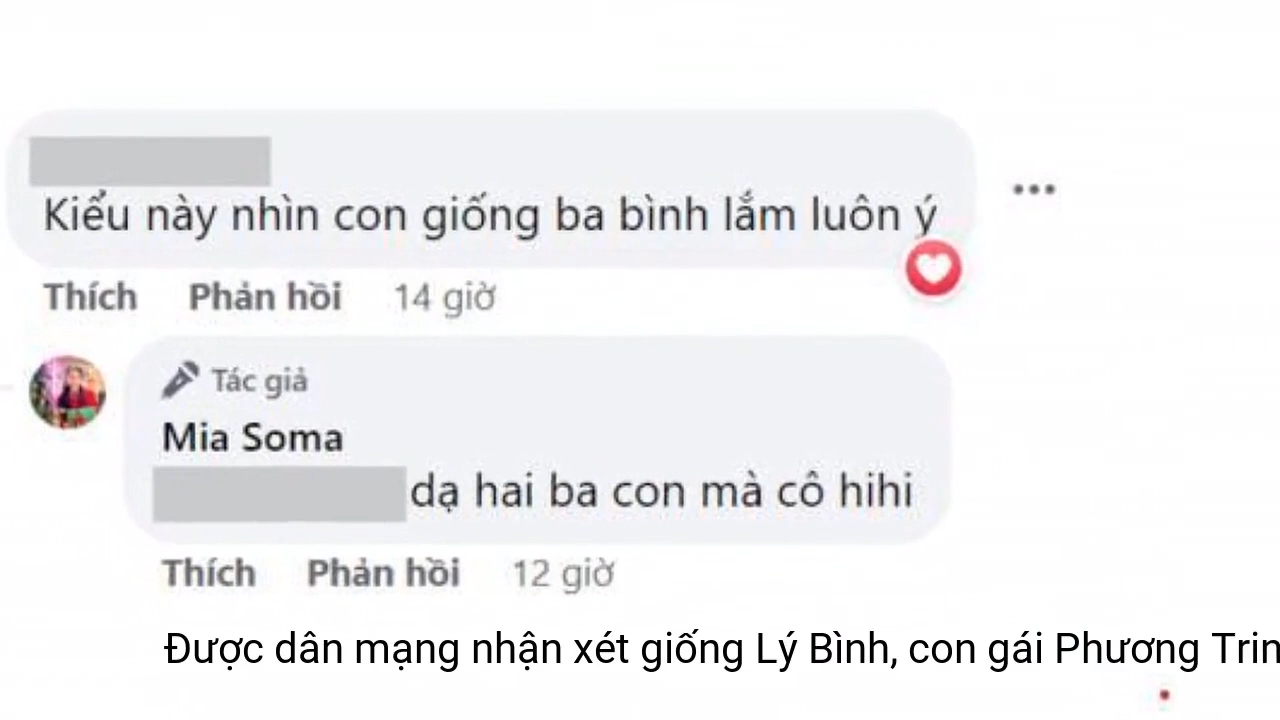 Kiểu này nhìn con giống ba bình lắm luôn ý
Thích Phản hồi 14 giờ
Tác giả
Mia Soma
dạ hai ba con mà cô hihi
Thích Phản hồi 12 giờ
Được dân mạng nhận xét giống Lý Bình, con gái Phương Trin